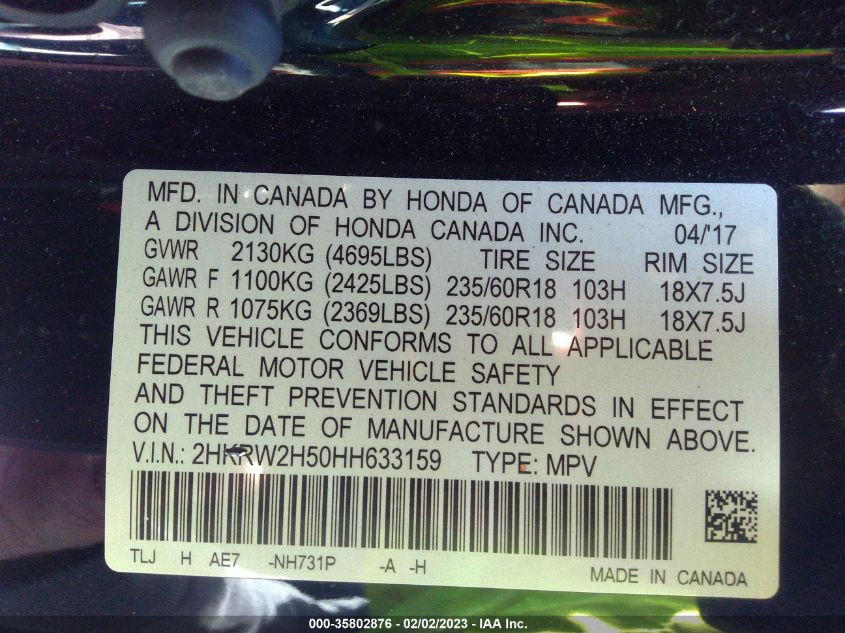 MFD. IN CANADA BY HONDA OF CANADA MFG.,
A DIVISION OF HONDA CANADA INC. 04/'17
GVWR 2130KG (4695LBS) TIRE SIZE RIM SIZE
GAWR F 1100KG (2425LBS) 235/60R18 103H 18X7.5J
GAWR R 1075KG (2369LBS) 235/60R18 103H 18X7.5J
THIS VEHICLE CONFORMS TO ALL APPLICABLE
FEDERAL MOTOR VEHICLE SAFETY
AND THEFT PREVENTION STANDARDS IN EFFECT
ON THE DATE OF MANUFACTURE SHOWN ABOVE.
V.I.N.: 2HKRW2H50HH633159 TYPE: MPV
TLJ H AE7 -NH731P -A -H
MADE IN CANADA
000-35802876 - 02/02/2023 - IAA Inc.